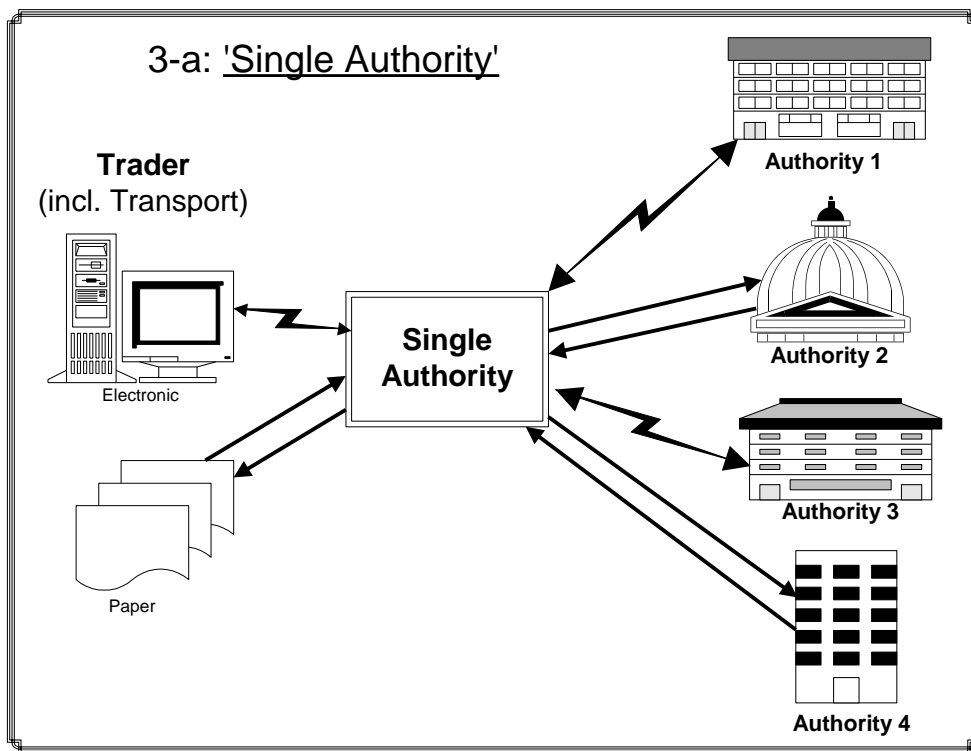 3-a: 'Single Authority'
Trader
(incl. Transport)
Electronic
Paper
Single
Authority
Authority 1
Authority 2
Authority 3
Authority 4